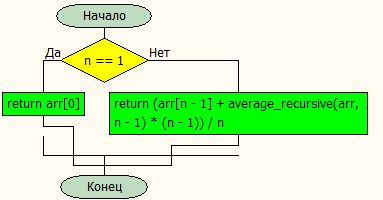 Начало
Да
Нет
n == 1
return arr[0]
return (arr[n - 1] + average_recursive(arr,
n - 1) * (n - 1)) / n
Конец